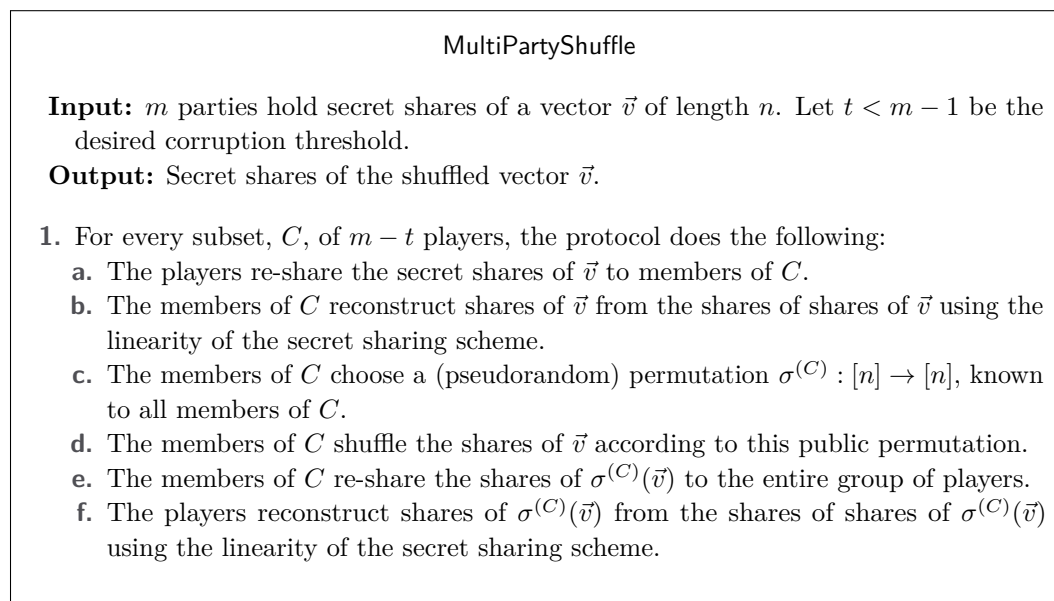 MultiPartyShuffle
Input: m parties hold secret shares of a vector v⃗ of length n. Let t < m − 1 be the
desired corruption threshold.
Output: Secret shares of the shuffled vector v⃗.
1. For every subset, C, of m − t players, the protocol does the following:
a. The players re-share the secret shares of v⃗ to members of C.
b. The members of C reconstruct shares of v⃗ from the shares of shares of v⃗ using the
linearity of the secret sharing scheme.
c. The members of C choose a (pseudorandom) permutation σ^(C) : [n] → [n], known
to all members of C.
d. The members of C shuffle the shares of v⃗ according to this public permutation.
e. The members of C re-share the shares of σ^(C)(v⃗) to the entire group of players.
f. The players reconstruct shares of σ^(C)(v⃗) from the shares of shares of σ^(C)(v⃗)
using the linearity of the secret sharing scheme.